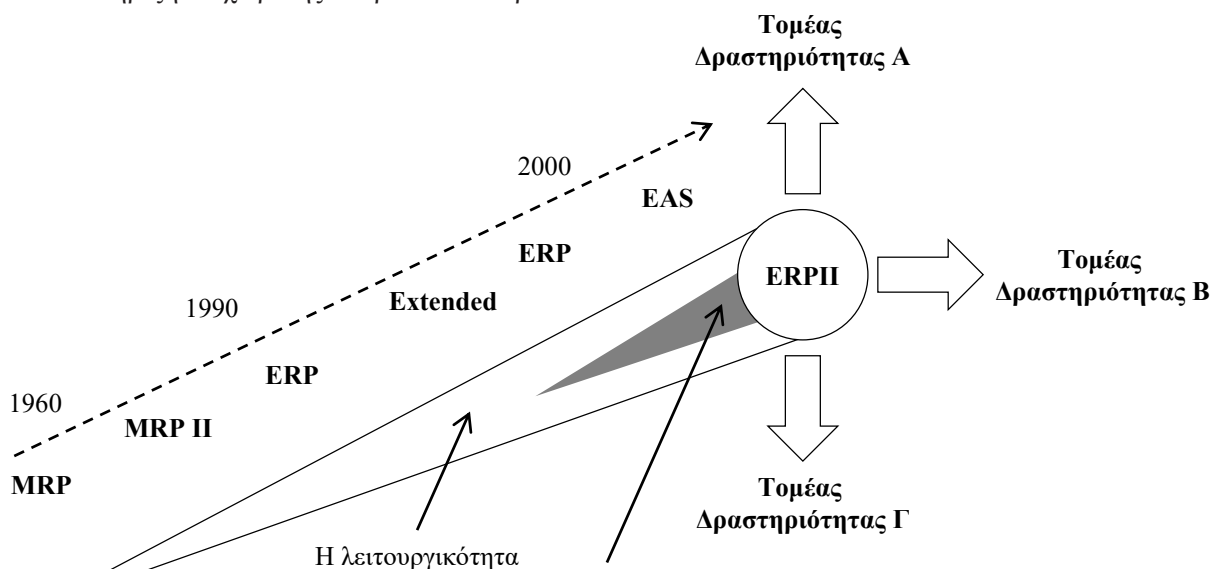 Τομέας
Δραστηριότητας Α
2000
EAS
ERP
ERPII
Τομέας
Δραστηριότητας Β
Extended
1990
ERP
1960
MRP II
MRP
Τομέας
Δραστηριότητας Γ
Η λειτουργικότητα